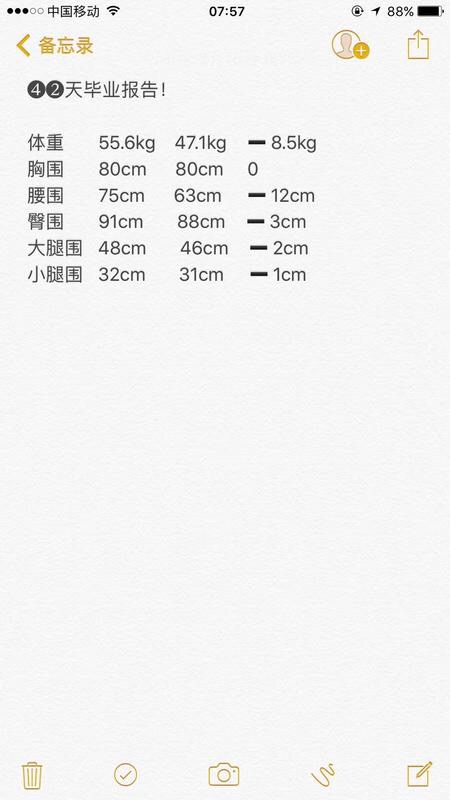 中国移动 07:57 88%
备忘录
❹❷天毕业报告！
体重 55.6kg 47.1kg ➖8.5kg
胸围 80cm 80cm 0
腰围 75cm 63cm ➖12cm
臀围 91cm 88cm ➖3cm
大腿围 48cm 46cm ➖2cm
小腿围 32cm 31cm ➖1cm